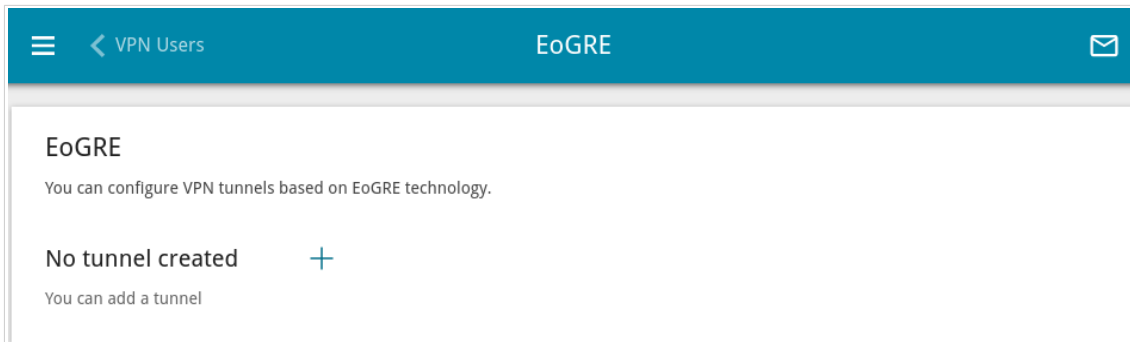 VPN Users
EoGRE
EoGRE
You can configure VPN tunnels based on EoGRE technology.
No tunnel created
You can add a tunnel